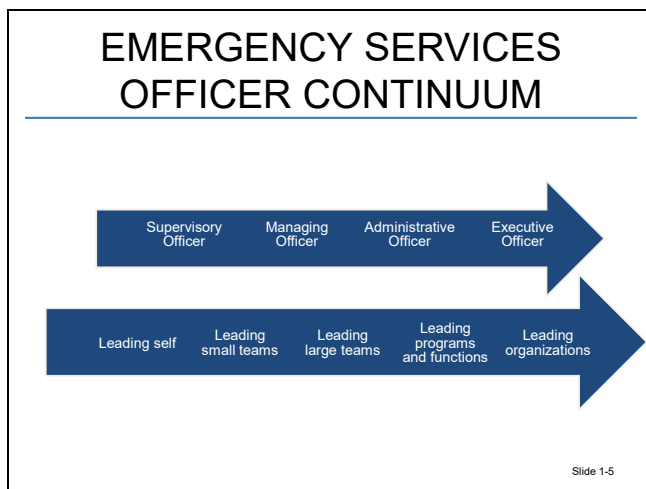 EMERGENCY SERVICES
OFFICER CONTINUUM
Supervisory
Officer
Managing
Officer
Administrative
Officer
Executive
Officer
Leading self
Leading
small teams
Leading
large teams
Leading
programs
and functions
Leading
organizations
Slide 1-5